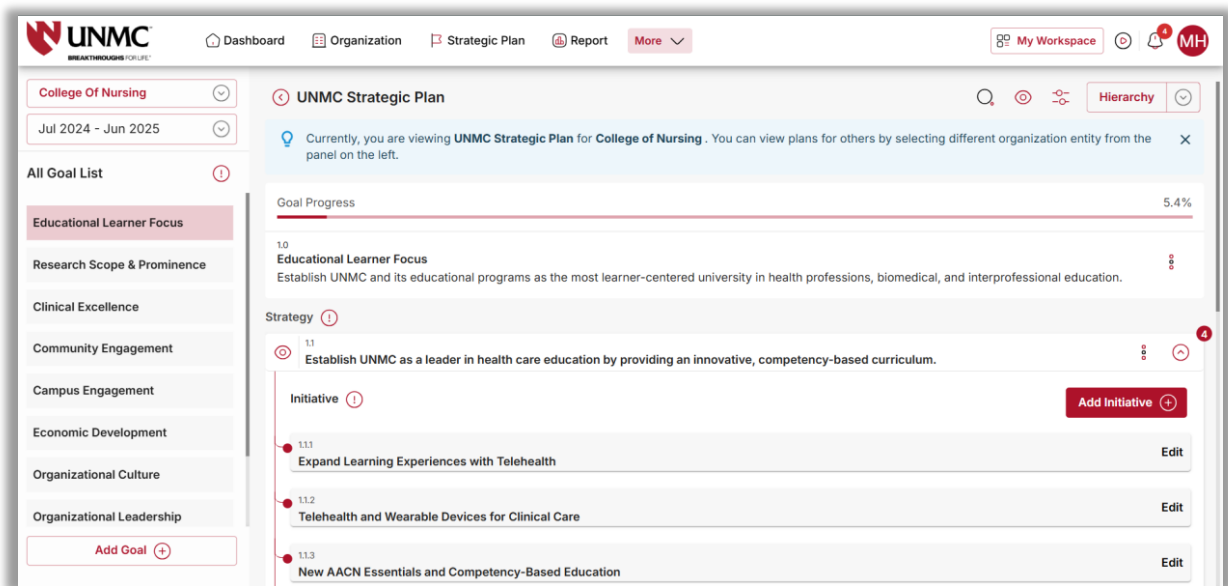 UNMC
BREAKTHROUGHS FOR LIFE.
Dashboard
Organization
Strategic Plan
Report
More
My Workspace
4
MH
College Of Nursing
Jul 2024 - Jun 2025
All Goal List
Educational Learner Focus
Research Scope & Prominence
Clinical Excellence
Community Engagement
Campus Engagement
Economic Development
Organizational Culture
Organizational Leadership
Add Goal
UNMC Strategic Plan
Hierarchy
Currently, you are viewing UNMC Strategic Plan for College of Nursing . You can view plans for others by selecting different organization entity from the
panel on the left.
Goal Progress
5.4%
1.0
Educational Learner Focus
Establish UNMC and its educational programs as the most learner-centered university in health professions, biomedical, and interprofessional education.
Strategy
4
1.1
Establish UNMC as a leader in health care education by providing an innovative, competency-based curriculum.
Initiative
Add Initiative
1.1.1
Expand Learning Experiences with Telehealth
Edit
1.1.2
Telehealth and Wearable Devices for Clinical Care
Edit
1.1.3
New AACN Essentials and Competency-Based Education
Edit